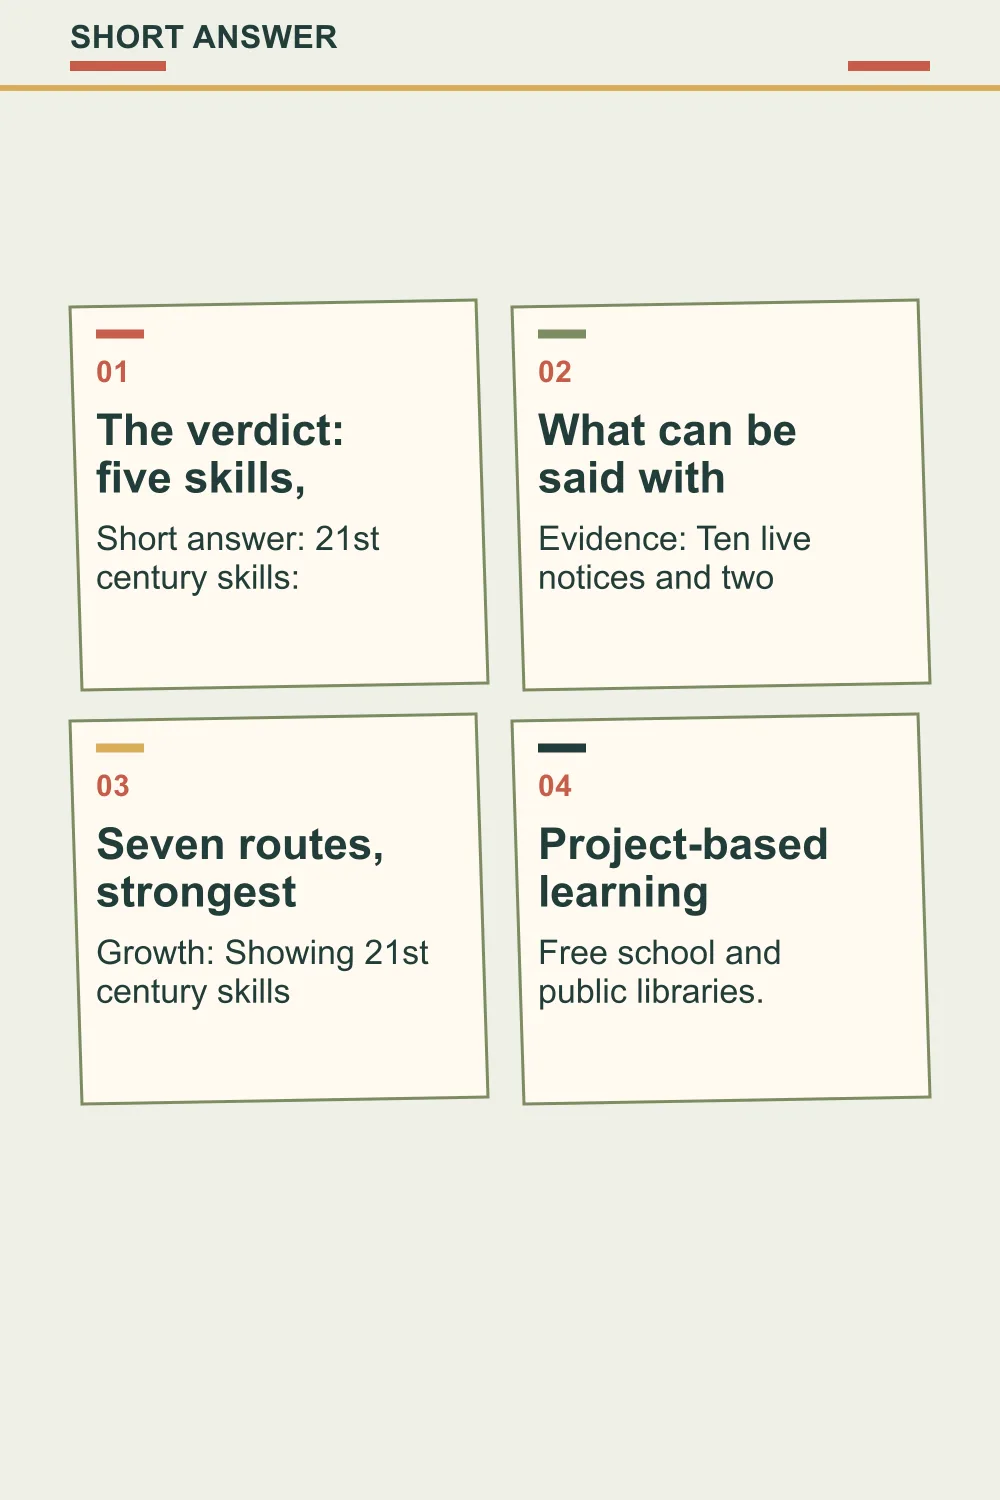 SHORT ANSWER
01
The verdict:
five skills,
Short answer: 21st
century skills:
02
What can be
said with
Evidence: Ten live
notices and two
03
Seven routes,
strongest
Growth: Showing 21st
century skills
04
Project-based
learning
Free school and
public libraries.